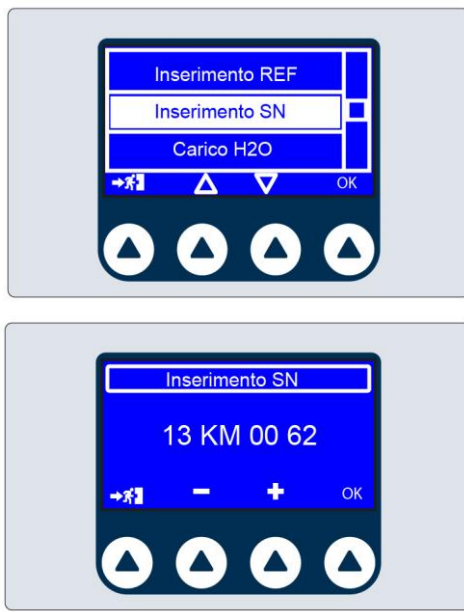 Inserimento REF
Inserimento SN
Carico H2O
OK
Inserimento SN
13 KM 00 62
- +
OK